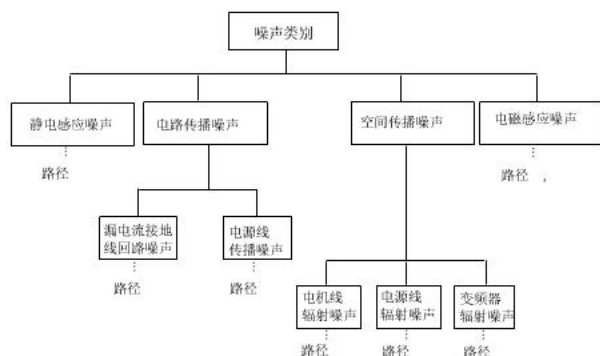 噪声类别
静电感应噪声
电路传播噪声
空间传播噪声
电磁感应噪声
路径
路径 ,
漏电流接地
线回路噪声
电源线
传播噪声
路径
路径
电机线
辐射噪声
电源线
辐射噪声
变频器
辐射噪声
路径
路径
路径